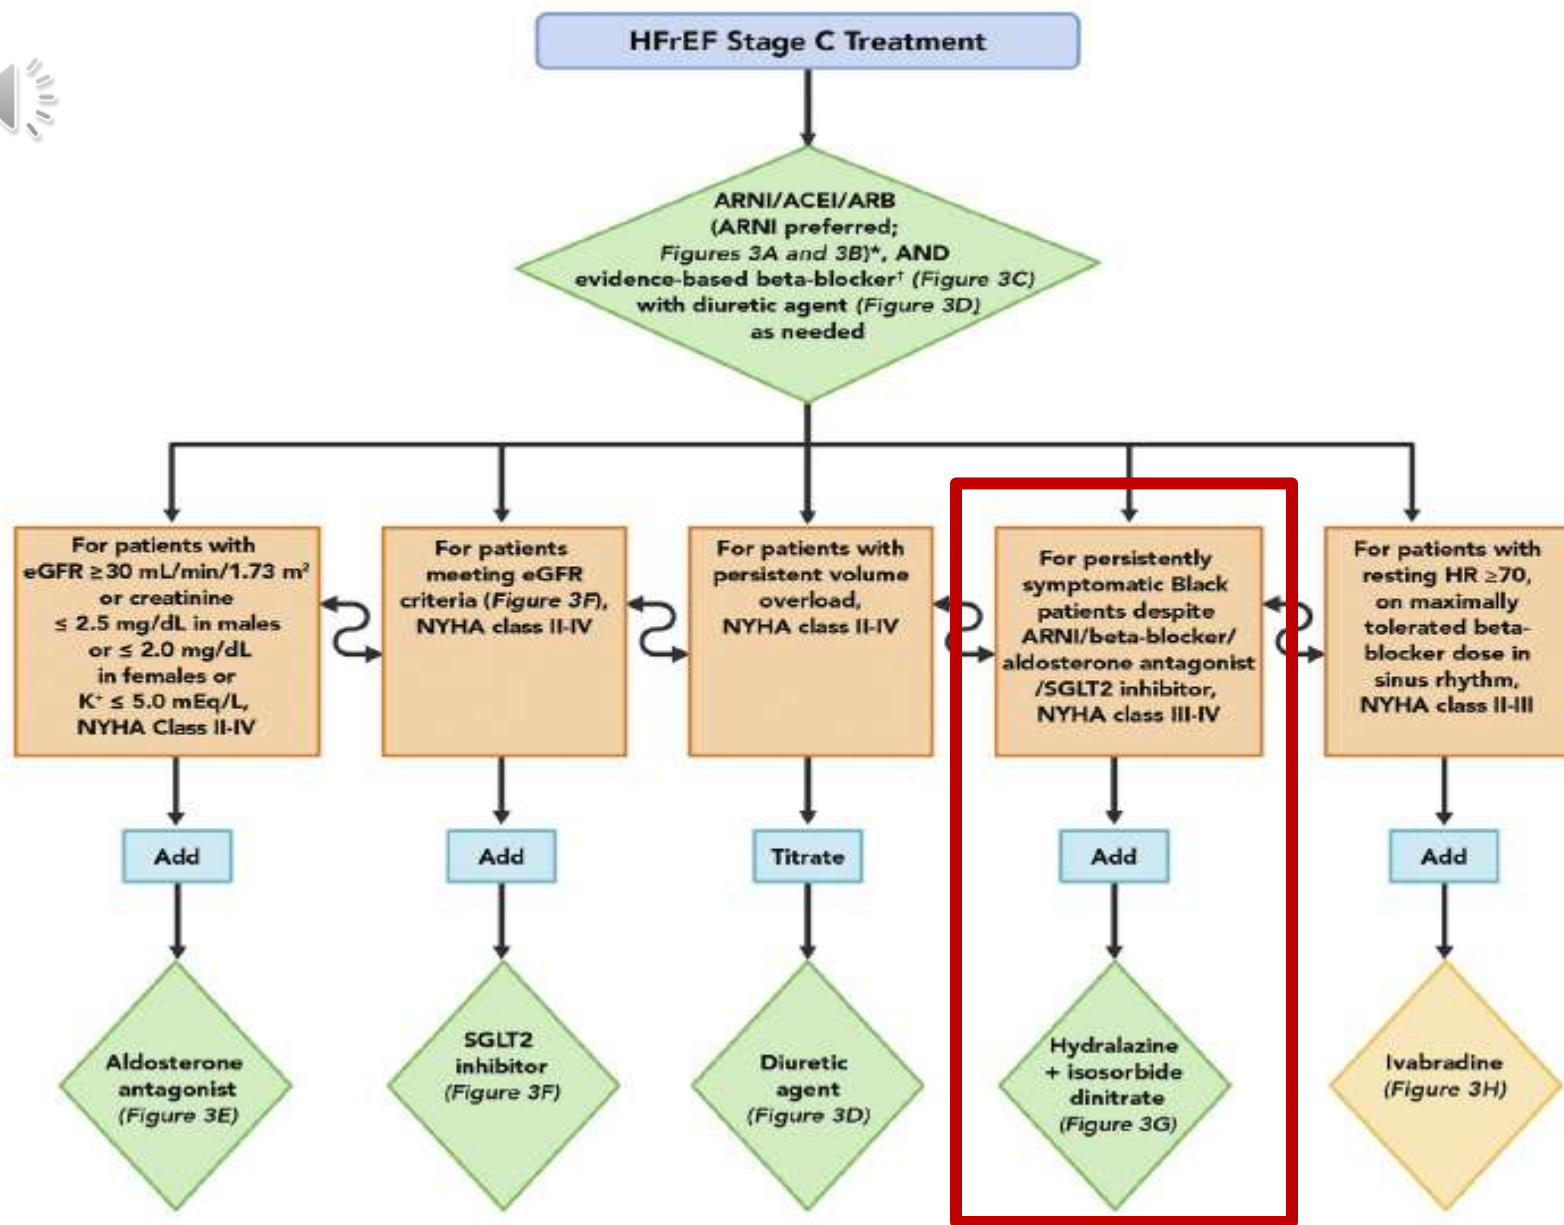 HFrEF Stage C Treatment
ARNI/ACEI/ARB
(ARNI preferred;
Figures 3A and 3B)*, AND
evidence-based beta-blocker† (Figure 3C)
with diuretic agent (Figure 3D)
as needed
For patients with
eGFR ≥30 mL/min/1.73 m²
or creatinine
≤ 2.5 mg/dL in males
or ≤ 2.0 mg/dL
in females or
K⁺ ≤ 5.0 mEq/L,
NYHA Class II-IV
For patients
meeting eGFR
criteria (Figure 3F),
NYHA class II-IV
For patients with
persistent volume
overload,
NYHA class II-IV
For persistently
symptomatic Black
patients despite
ARNI/beta-blocker/
aldosterone antagonist
/SGLT2 inhibitor,
NYHA class III-IV
For patients with
resting HR ≥70,
on maximally
tolerated beta-
blocker dose in
sinus rhythm,
NYHA class II-III
Add
Add
Titrate
Add
Add
Aldosterone
antagonist
(Figure 3E)
SGLT2
inhibitor
(Figure 3F)
Diuretic
agent
(Figure 3D)
Hydralazine
+ isosorbide
dinitrate
(Figure 3G)
Ivabradine
(Figure 3H)